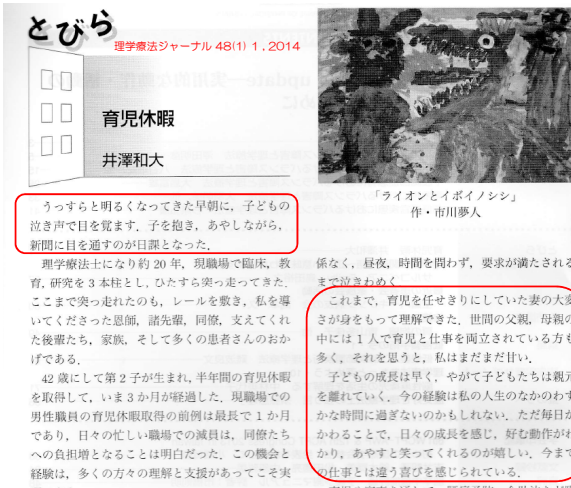 とびら
理学療法ジャーナル 48(1) 1 , 2014
育児休暇
井澤和大
「ライオンとイボイノシシ」
作・市川夢人
うっすらと明るくなってきた早朝に，子どもの
泣き声で目を覚ます．子を抱き，あやしながら，
新聞に目を通すのが日課となった．
理学療法士になり約 20 年，現職場で臨床，教
育，研究を 3 本柱とし，ひたすら突っ走ってきた．
ここまで突っ走れたのも，レールを敷き，私を導
いてくださった恩師，諸先輩，同僚，支えてくれ
た後輩たち，家族，そして多くの患者さんのおか
げである．
42 歳にして第 2 子が生まれ，半年間の育児休暇
を取得して，いま 3 か月が経過した．現職場での
男性職員の育児休暇取得の前例は最長で 1 か月
であり，日々の忙しい職場での減員は，同僚たち
への負担増となることは明白だった．この機会と
経験は，多くの方々の理解と支援があってこそ実
係なく，昼夜，時間を問わず，要求が満たされる
まで泣きわめく．
これまで，育児を任せきりにしていた妻の大変
さが身をもって理解できた．世間の父親，母親の
中には 1 人で育児と仕事を両立されている方も
多く，それを思うと，私はまだまだ甘い．
子どもの成長は早く，やがて子どもたちは親元
を離れていく．今の経験は私の人生のなかのわず
かな時間に過ぎないのかもしれない．ただ毎日か
かわることで，日々の成長を感じ，好む動作がわ
かり，あやすと笑ってくれるのが嬉しい．今まで
の仕事とは違う喜びを感じられている．